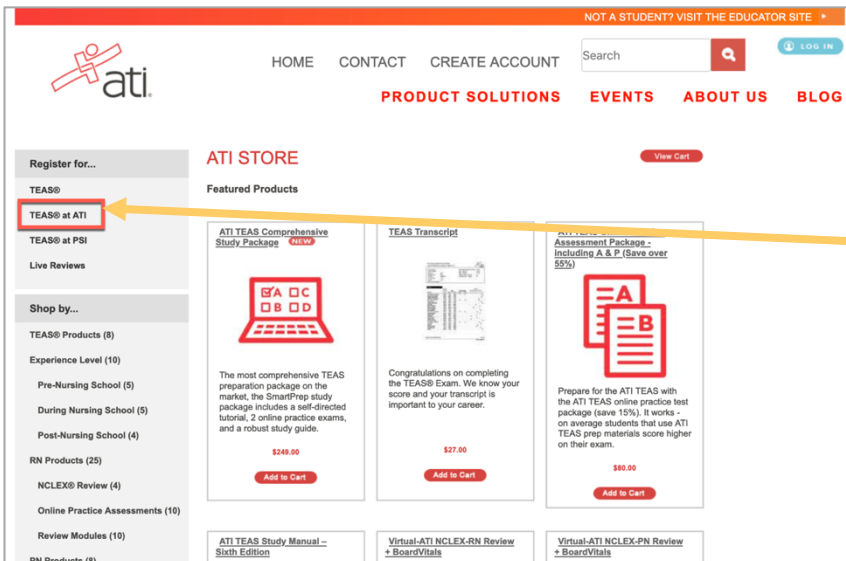 NOT A STUDENT? VISIT THE EDUCATOR SITE
HOME CONTACT CREATE ACCOUNT Search LOG IN
ati
PRODUCT SOLUTIONS EVENTS ABOUT US BLOG
Register for...
TEAS®
TEAS® at ATI
TEAS® at PSI
Live Reviews
Shop by...
TEAS® Products (8)
Experience Level (10)
Pre-Nursing School (5)
During Nursing School (5)
Post-Nursing School (4)
RN Products (25)
NCLEX® Review (4)
Online Practice Assessments (10)
Review Modules (10)
PN Products (8)
ATI STORE
View Cart
Featured Products
ATI TEAS Comprehensive
Study Package NEW
A C
B D
The most comprehensive TEAS
preparation package on the
market, the SmartPrep study
package includes a self-directed
tutorial, 2 online practice exams,
and a robust study guide.
$249.00
Add to Cart
TEAS Transcript
Congratulations on completing
the TEAS® Exam. We know your
score and your transcript is
important to your career.
$27.00
Add to Cart
ATI TEAS
Assessment Package -
including A & P (Save over
55%)
A
B
Prepare for the ATI TEAS with
the ATI TEAS online practice test
package (save 15%). It works -
on average students that use ATI
TEAS prep materials score higher
on their exam.
$80.00
Add to Cart
ATI TEAS Study Manual –
Sixth Edition
Virtual-ATI NCLEX-RN Review
+ BoardVitals
Virtual-ATI NCLEX-PN Review
+ BoardVitals